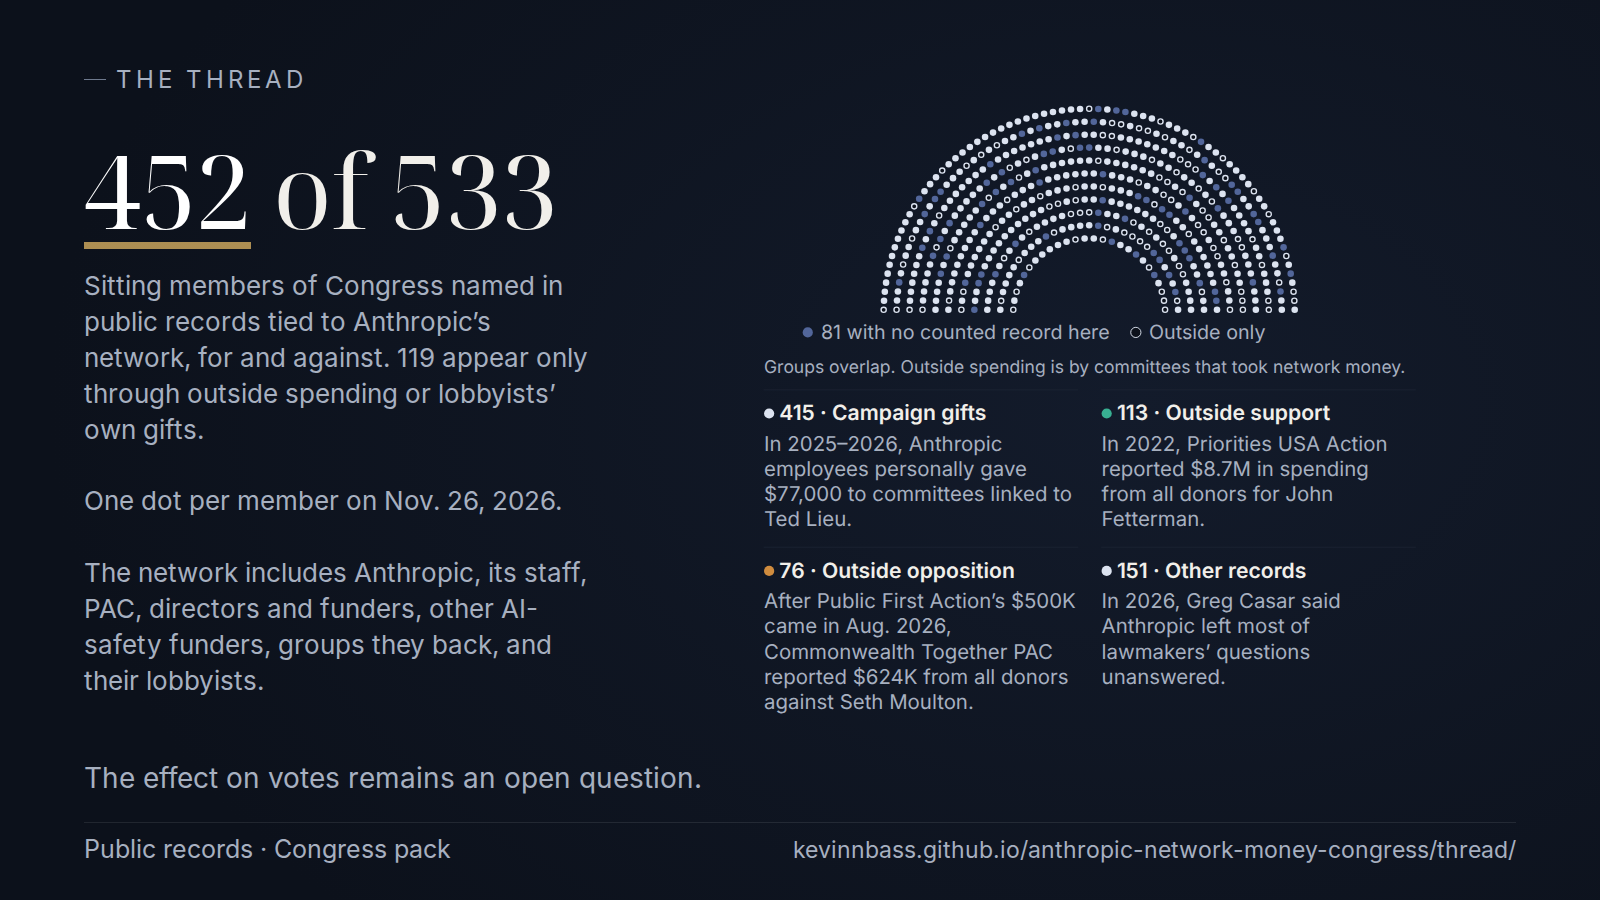 — THE THREAD
452 of 533
Sitting members of Congress named in
public records tied to Anthropic’s
network, for and against. 119 appear only
through outside spending or lobbyists’
own gifts.
One dot per member on Nov. 26, 2026.
The network includes Anthropic, its staff,
PAC, directors and funders, other AI-
safety funders, groups they back, and
their lobbyists.
81 with no counted record here
Outside only
Groups overlap. Outside spending is by committees that took network money.
415 · Campaign gifts
In 2025–2026, Anthropic
employees personally gave
$77,000 to committees linked to
Ted Lieu.
113 · Outside support
In 2022, Priorities USA Action
reported $8.7M in spending
from all donors for John
Fetterman.
76 · Outside opposition
After Public First Action’s $500K
came in Aug. 2026,
Commonwealth Together PAC
reported $624K from all donors
against Seth Moulton.
151 · Other records
In 2026, Greg Casar said
Anthropic left most of
lawmakers’ questions
unanswered.
The effect on votes remains an open question.
Public records · Congress pack
kevinnbass.github.io/anthropic-network-money-congress/thread/